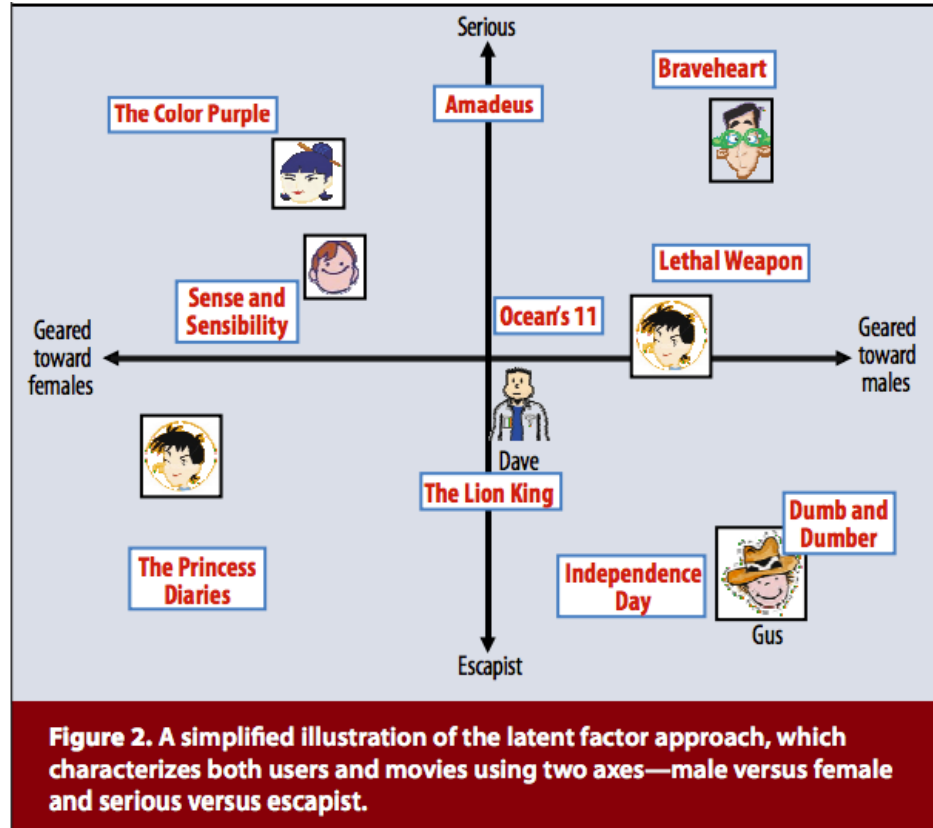 Serious
Braveheart
Amadeus
The Color Purple
Lethal Weapon
Sense and
Sensibility
Ocean's 11
Geared
toward
females
Geared
toward
males
Dave
The Lion King
Dumb and
Dumber
The Princess
Diaries
Independence
Day
Gus
Escapist
Figure 2. A simplified illustration of the latent factor approach, which
characterizes both users and movies using two axes—male versus female
and serious versus escapist.